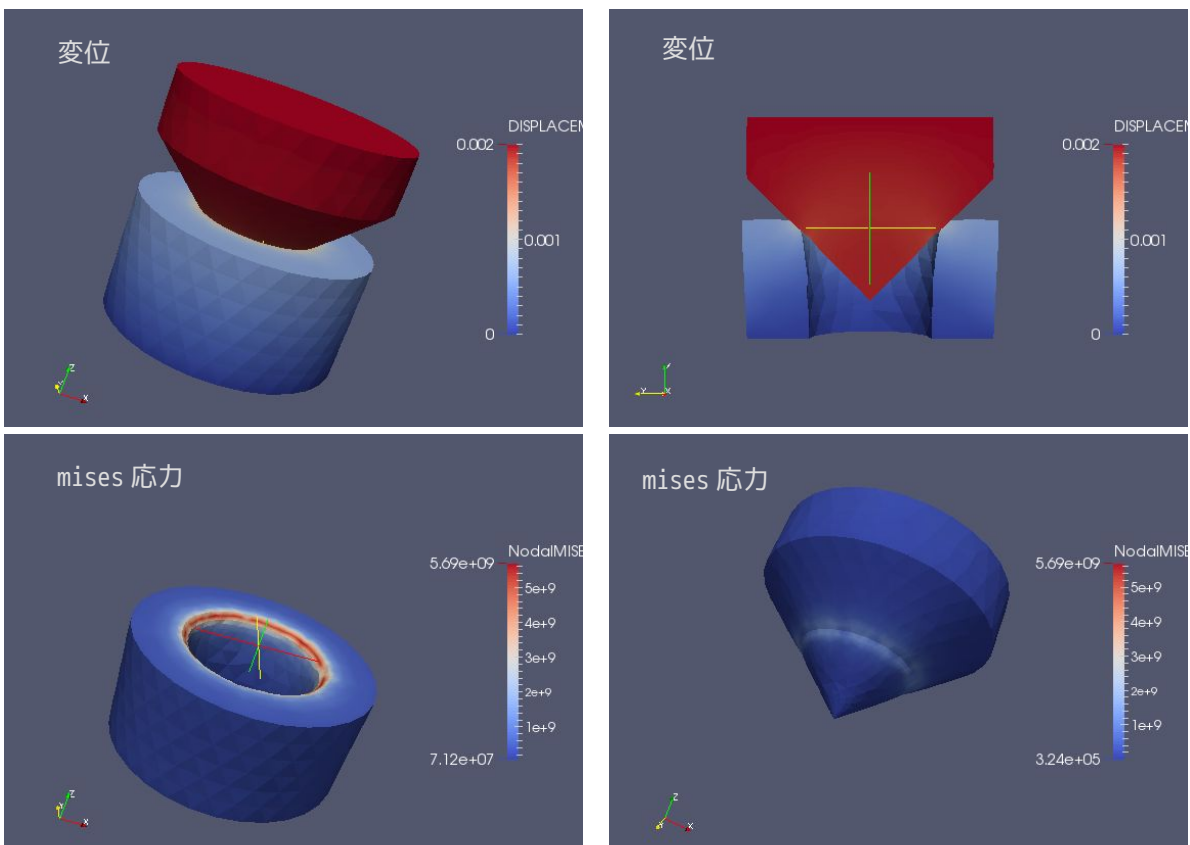 変位
DISPLACEM
0.002
0.001
0
Z
Y
X
変位
DISPLACEM
0.002
0.001
0
Y
X
mises 応力
NodalMISE
5.69e+09
5e+9
4e+9
3e+9
2e+9
1e+9
7.12e+07
Z
Y
X
mises 応力
NodalMISE
5.69e+09
5e+9
4e+9
3e+9
2e+9
1e+9
3.24e+05
Z
Y
X